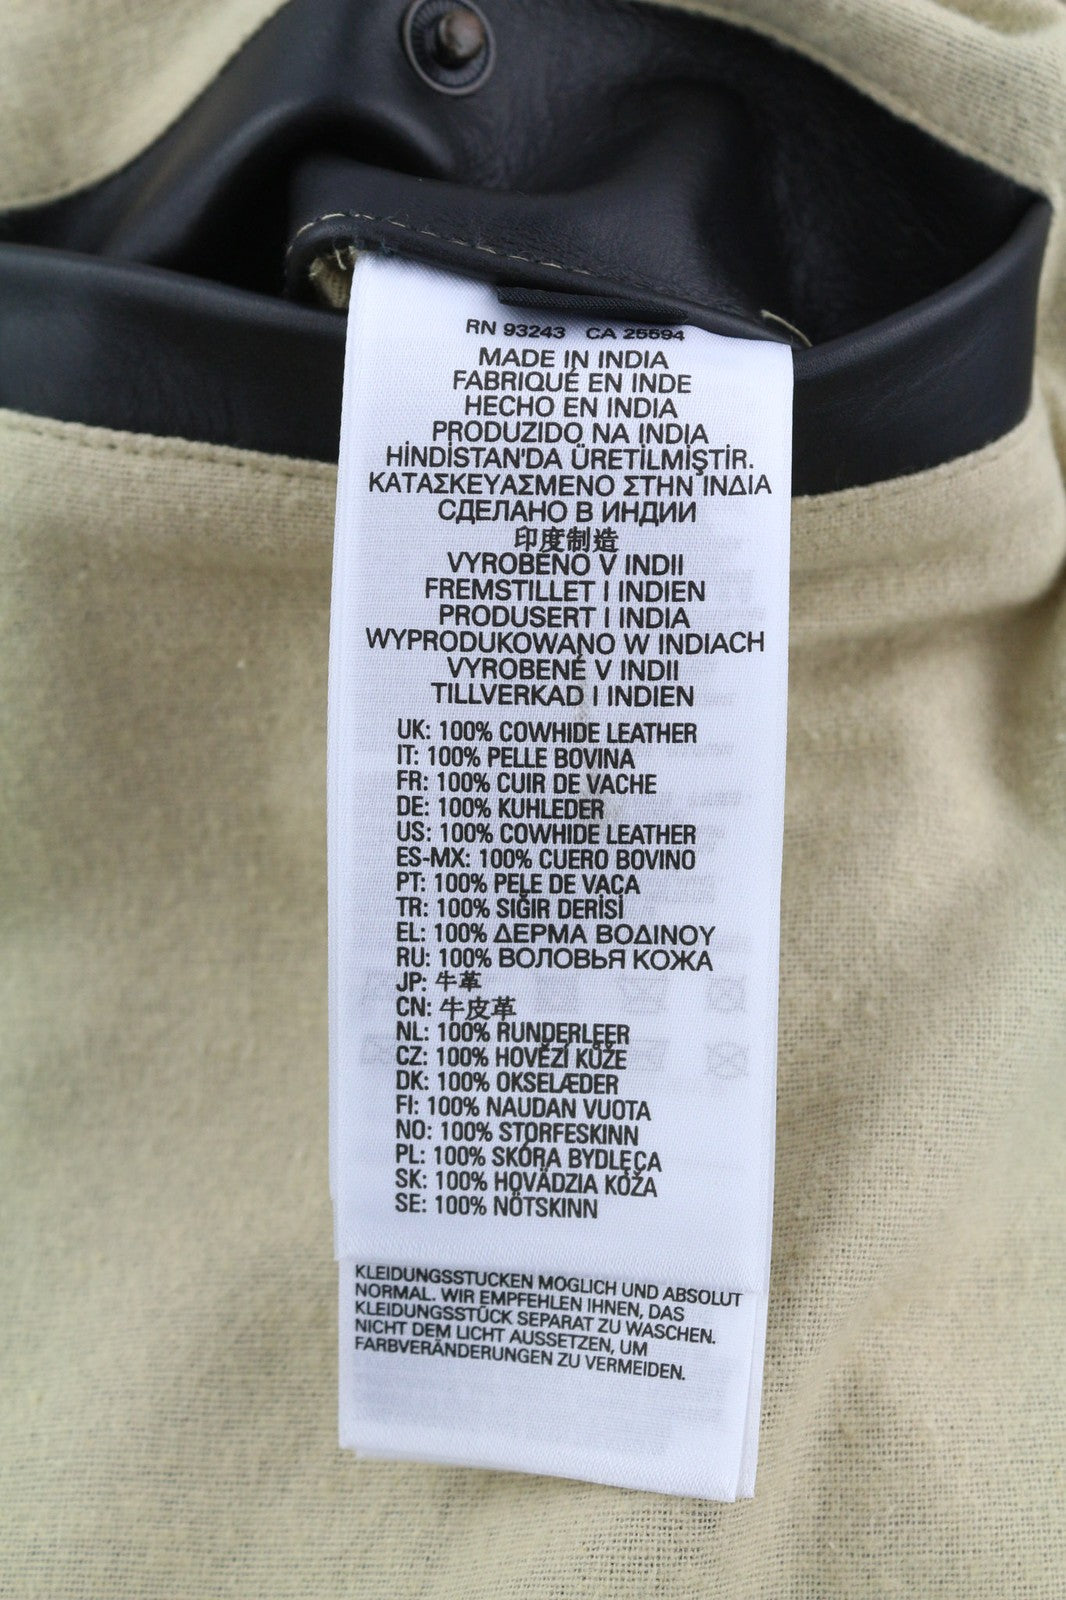 RN 93243 CA 25594
MADE IN INDIA
FABRIQUÉ EN INDE
HECHO EN INDIA
PRODUZIDO NA INDIA
HİNDİSTAN'DA ÜRETİLMİŞTİR.
ΚΑΤΑΣΚΕΥΑΣΜΕΝΟ ΣΤΗΝ ΙΝΔΙΑ
СДЕЛАНО В ИНДИИ
印度制造
VYROBENO V INDII
FREMSTILLET I INDIEN
PRODUSERT I INDIA
WYPRODUKOWANO W INDIACH
VYROBENÉ V INDII
TILLVERKAD I INDIEN
UK: 100% COWHIDE LEATHER
IT: 100% PELLE BOVINA
FR: 100% CUIR DE VACHE
DE: 100% KUHLEDER
US: 100% COWHIDE LEATHER
ES-MX: 100% CUERO BOVINO
PT: 100% PELE DE VACA
TR: 100% SIĞIR DERİSİ
EL: 100% ΔΕΡΜΑ ΒΟΔΙΝΟΥ
RU: 100% ВОЛОВЬЯ КОЖА
JP: 牛革
CN: 牛皮革
NL: 100% RUNDERLEER
CZ: 100% HOVĚZÍ KŮŽE
DK: 100% OKSELÆDER
FI: 100% NAUDAN VUOTA
NO: 100% STORFESKINN
PL: 100% SKÓRA BYDLĘCA
SK: 100% HOVÄDZIA KOŽA
SE: 100% NÖTSKINN
KLEIDUNGSSTUCKEN MOGLICH UND ABSOLUT
NORMAL. WIR EMPFEHLEN IHNEN, DAS
KLEIDUNGSSTÜCK SEPARAT ZU WASCHEN.
NICHT DEM LICHT AUSSETZEN, UM
FARBVERÄNDERUNGEN ZU VERMEIDEN.